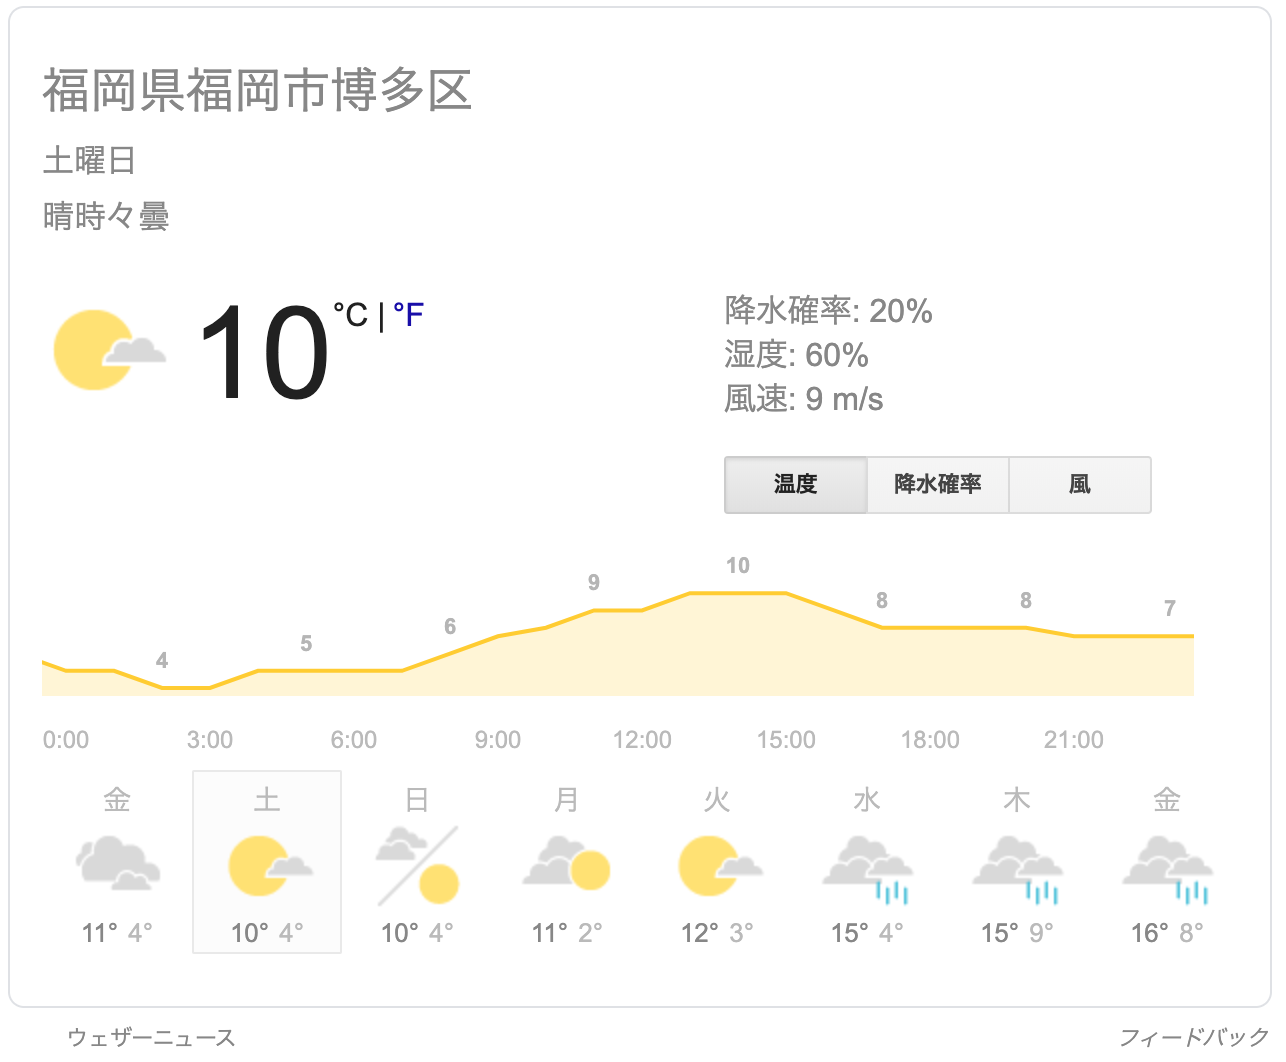 福岡県福岡市博多区
土曜日
晴時々曇
10 °C | °F
降水確率: 20%
湿度: 60%
風速: 9 m/s
温度 降水確率 風
4 5 6 9 10 8 8 7
0:00 3:00 6:00 9:00 12:00 15:00 18:00 21:00
金 土 日 月 火 水 木 金
11° 4° 10° 4° 10° 4° 11° 2° 12° 3° 15° 4° 15° 9° 16° 8°
ウェザーニュース フィードバック